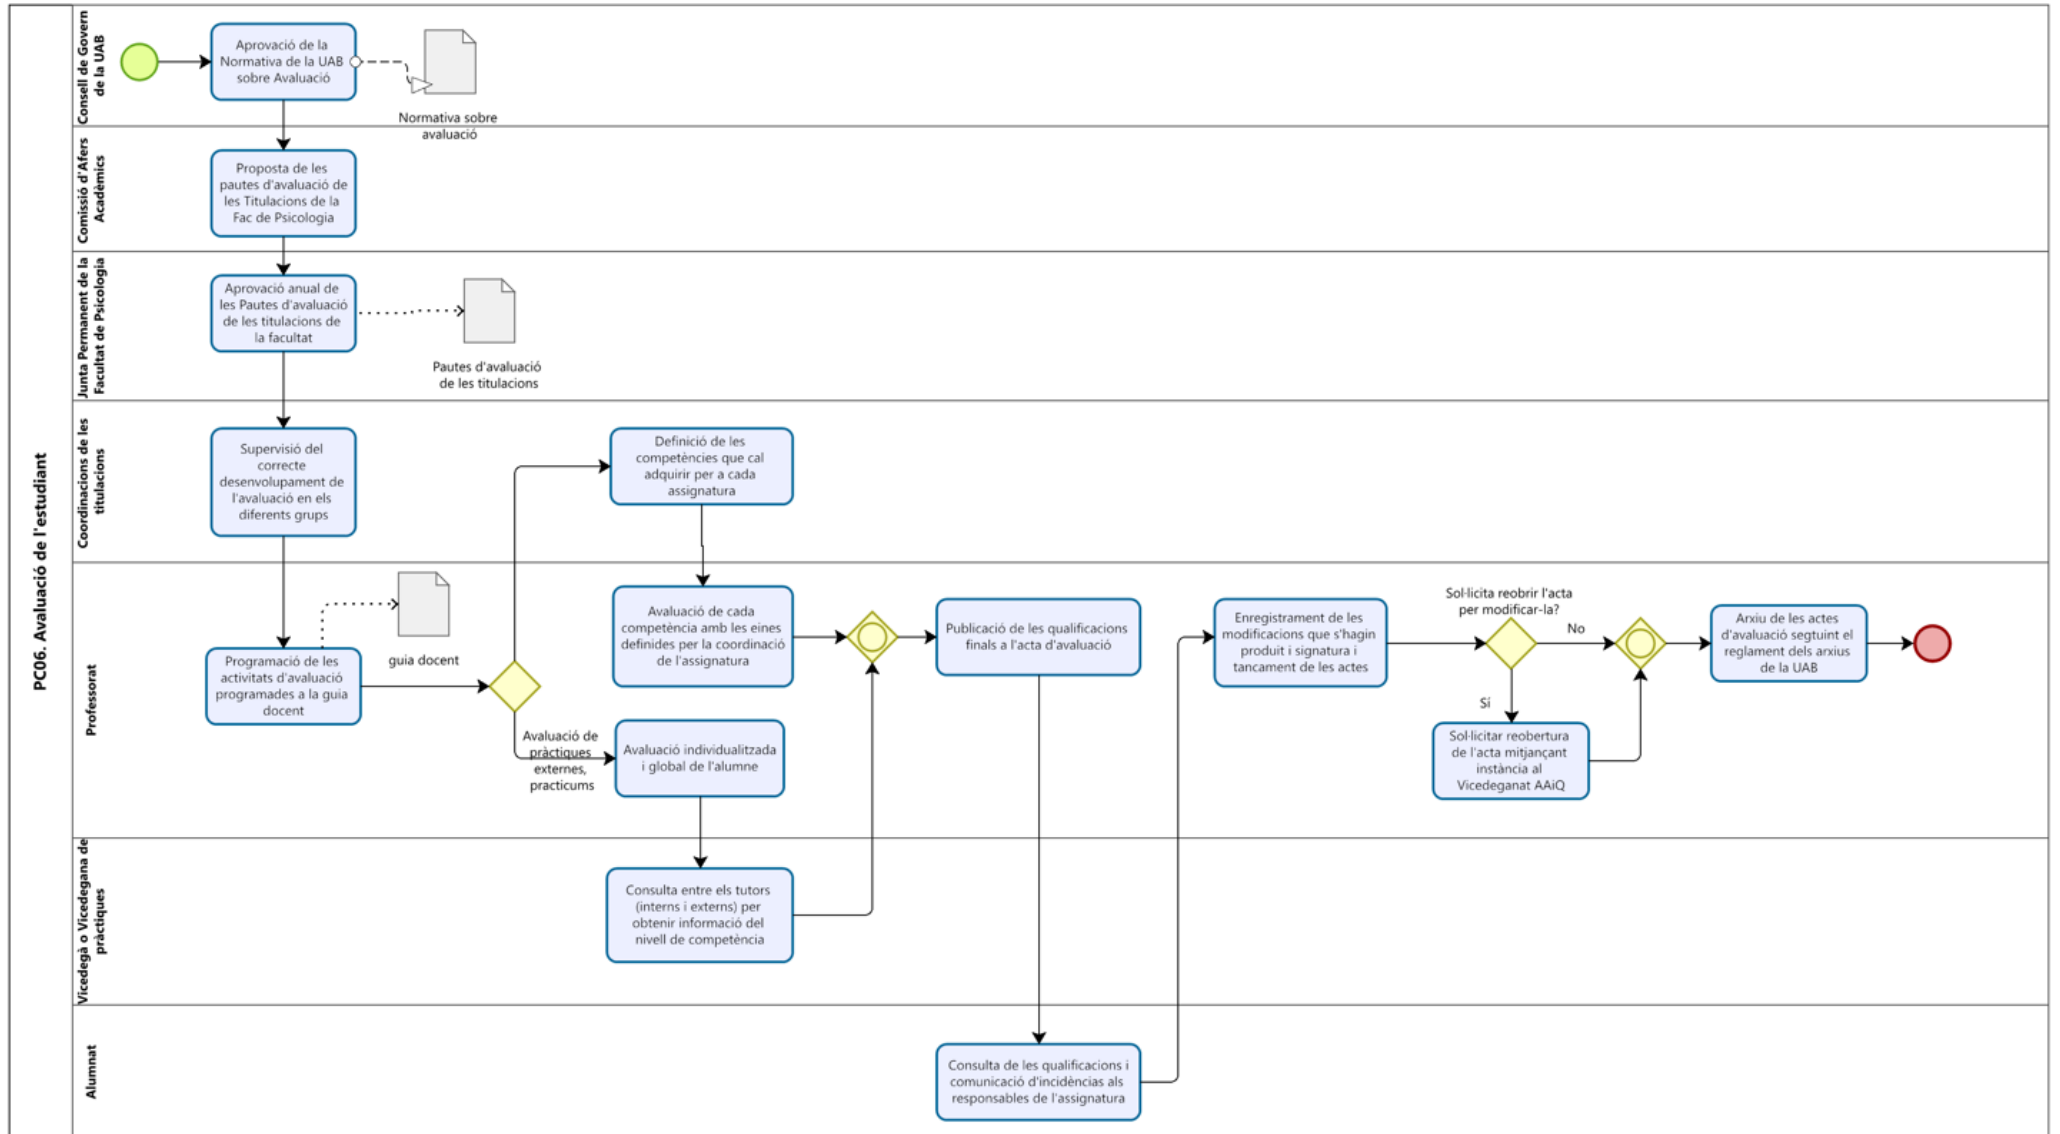 PC06. Avaluació de l'estudiant
Consell de Govern
de la UAB
Aprovació de la
Normativa de la UAB
sobre Avaluació
Normativa sobre
avaluació
Comissió d'Afers
Acadèmics
Proposta de les
pautes d'avaluació de
les Titulacions de la
Fac de Psicologia
Junta Permanent de la
Facultat de Psicologia
Aprovació anual de
les Pautes d'avaluació
de les titulacions de
la facultat
Pautes d'avaluació
de les titulacions
Coordinacions de les
titulacions
Supervisió del
correcte
desenvolupament de
l'avaluació en els
diferents grups
Definició de les
competències que cal
adquirir per a cada
assignatura
Professorat
Programació de les
activitats d'avaluació
programades a la guia
docent
guia docent
Avaluació de cada
competència amb les eines
definides per la coordinació
de l'assignatura
Avaluació de
pràctiques
externes,
practicums
Avaluació individualitzada
i global de l'alumne
Publicació de les qualificacions
finals a l'acta d'avaluació
Enregistrament de les
modificacions que s'hagin
produit i signatura i
tancament de les actes
Sol·licita reobrir l'acta
per modificar-la?
No
Sí
Sol·licitar reobertura
de l'acta mitjançant
instància al
Vicedeganat AAiQ
Arxiu de les actes
d'avaluació segtuint el
reglament dels arxius
de la UAB
Vicedegà o Vicedegana de
pràctiques
Consulta entre els tutors
(interns i externs) per
obtenir informació del
nivell de competència
Alumnat
Consulta de les qualificacions i
comunicació d'incidències als
responsables de l'assignatura